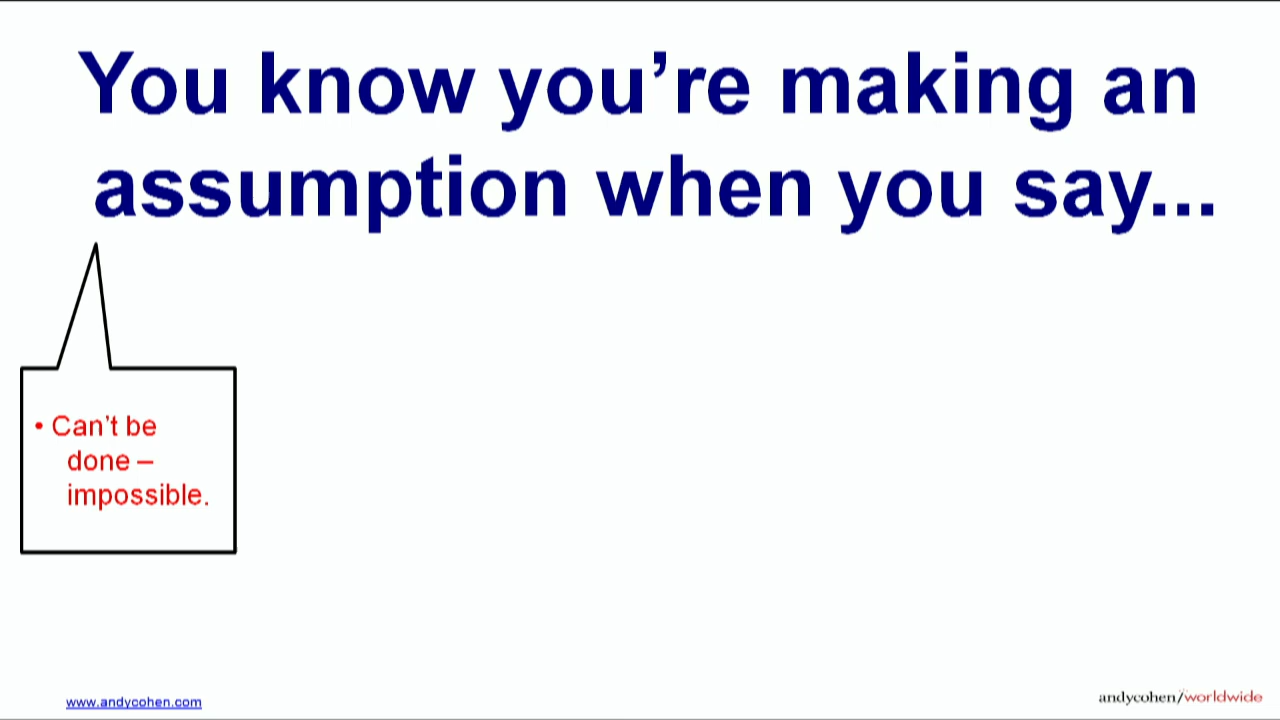 You know you’re making an
assumption when you say...
• Can’t be
done –
impossible.
www.andycohen.com
andycohen/worldwide